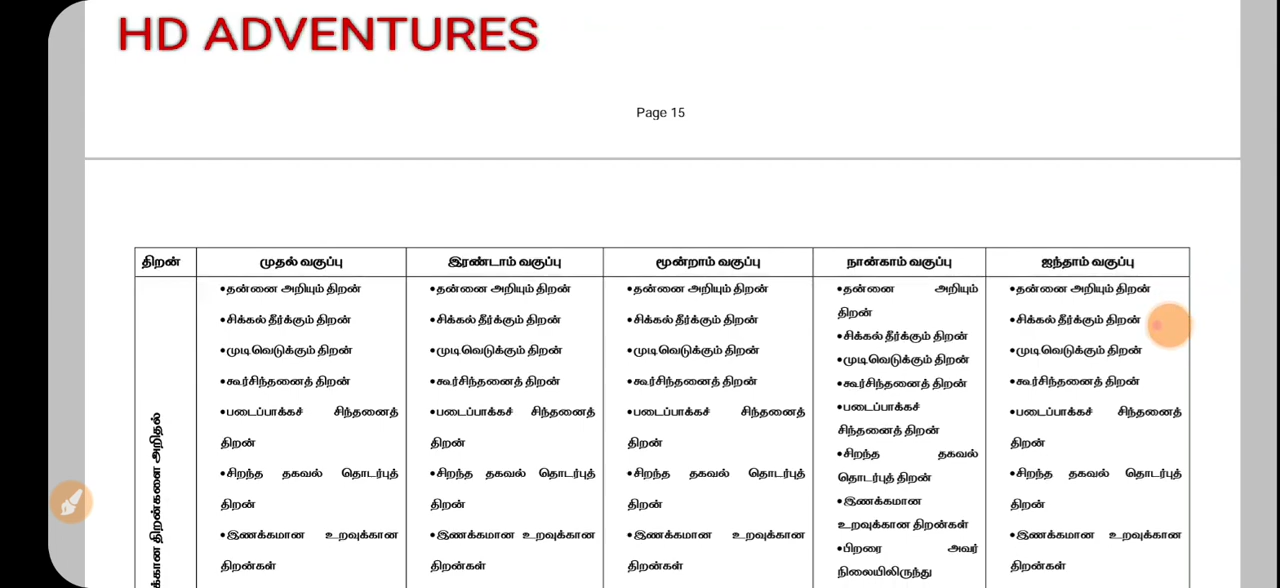 HD ADVENTURES
Page 15
திறன்
முதல் வகுப்பு
இரண்டாம் வகுப்பு
மூன்றாம் வகுப்பு
நான்காம் வகுப்பு
ஐந்தாம் வகுப்பு
க்கான திறன்களை அறிதல்
•தன்னை அறியும் திறன்
•சிக்கல் தீர்க்கும் திறன்
•முடிவெடுக்கும் திறன்
•கூர்சிந்தனைத் திறன்
•படைப்பாக்கச் சிந்தனைத்
திறன்
•சிறந்த தகவல் தொடர்புத்
திறன்
•இணக்கமான உறவுக்கான
திறன்கள்
•தன்னை அறியும் திறன்
•சிக்கல் தீர்க்கும் திறன்
•முடிவெடுக்கும் திறன்
•கூர்சிந்தனைத் திறன்
•படைப்பாக்கச் சிந்தனைத்
திறன்
•சிறந்த தகவல் தொடர்புத்
திறன்
•இணக்கமான உறவுக்கான
திறன்கள்
•தன்னை அறியும் திறன்
•சிக்கல் தீர்க்கும் திறன்
•முடிவெடுக்கும் திறன்
•கூர்சிந்தனைத் திறன்
•படைப்பாக்கச் சிந்தனைத்
திறன்
•சிறந்த தகவல் தொடர்புத்
திறன்
•இணக்கமான உறவுக்கான
திறன்கள்
•தன்னை அறியும்
திறன்
•சிக்கல் தீர்க்கும் திறன்
•முடிவெடுக்கும் திறன்
•கூர்சிந்தனைத் திறன்
•படைப்பாக்கச்
சிந்தனைத் திறன்
•சிறந்த தகவல்
தொடர்புத் திறன்
•இணக்கமான
உறவுக்கான திறன்கள்
•பிறரை அவர்
நிலையிலிருந்து
•தன்னை அறியும் திறன்
•சிக்கல் தீர்க்கும் திறன்
•முடிவெடுக்கும் திறன்
•கூர்சிந்தனைத் திறன்
•படைப்பாக்கச் சிந்தனைத்
திறன்
•சிறந்த தகவல் தொடர்புத்
திறன்
•இணக்கமான உறவுக்கான
திறன்கள்